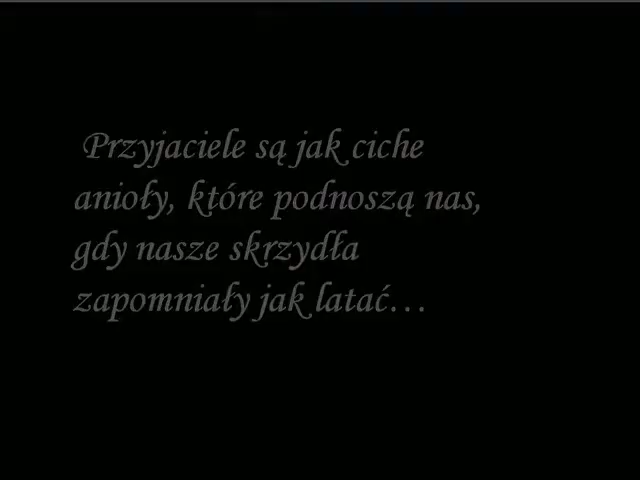 Przyjaciele są jak ciche
anioły, które podnoszą nas,
gdy nasze skrzydła
zapomniały jak latać…